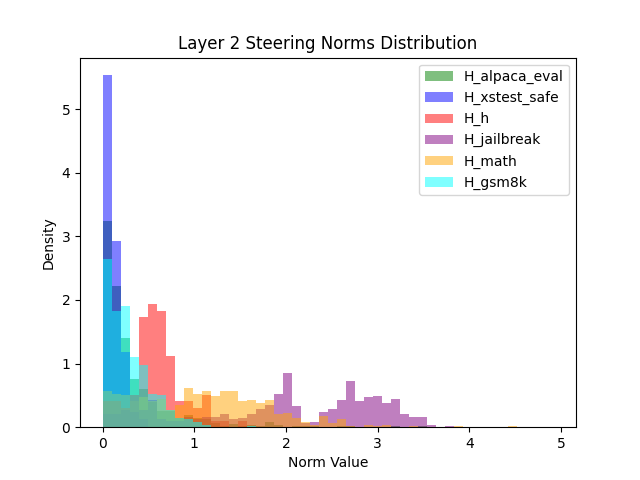 Layer 2 Steering Norms Distribution
H_alpaca_eval
H_xstest_safe
H_h
H_jailbreak
H_math
H_gsm8k
Density
5
4
3
2
1
0
0 1 2 3 4 5
Norm Value